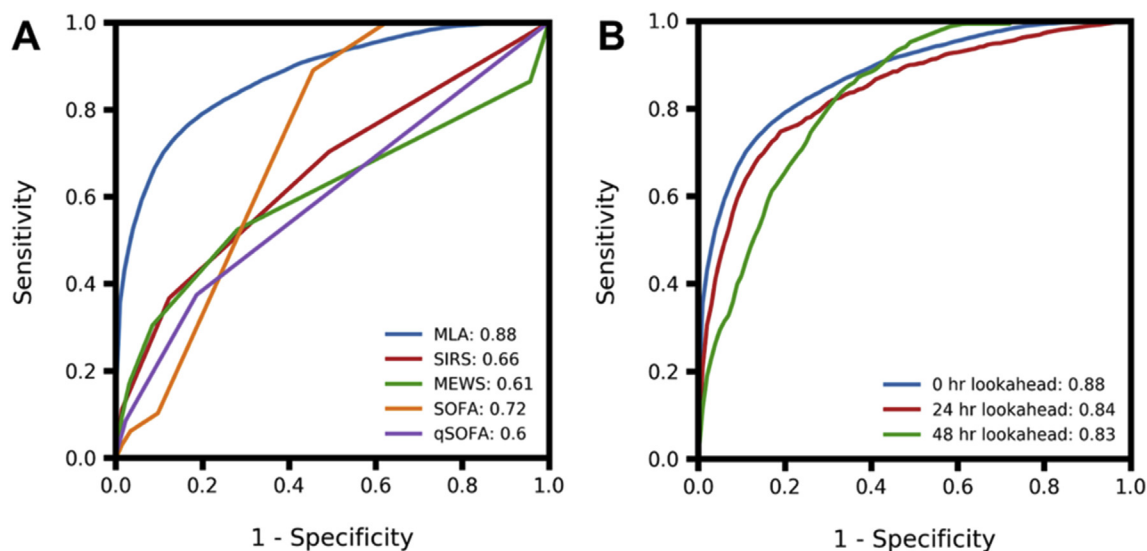 A
Sensitivity
1.0
0.8
0.6
0.4
0.2
0.0
MLA: 0.88
SIRS: 0.66
MEWS: 0.61
SOFA: 0.72
qSOFA: 0.6
0.0 0.2 0.4 0.6 0.8 1.0
1 - Specificity
B
Sensitivity
1.0
0.8
0.6
0.4
0.2
0.0
0 hr lookahead: 0.88
24 hr lookahead: 0.84
48 hr lookahead: 0.83
0.0 0.2 0.4 0.6 0.8 1.0
1 - Specificity